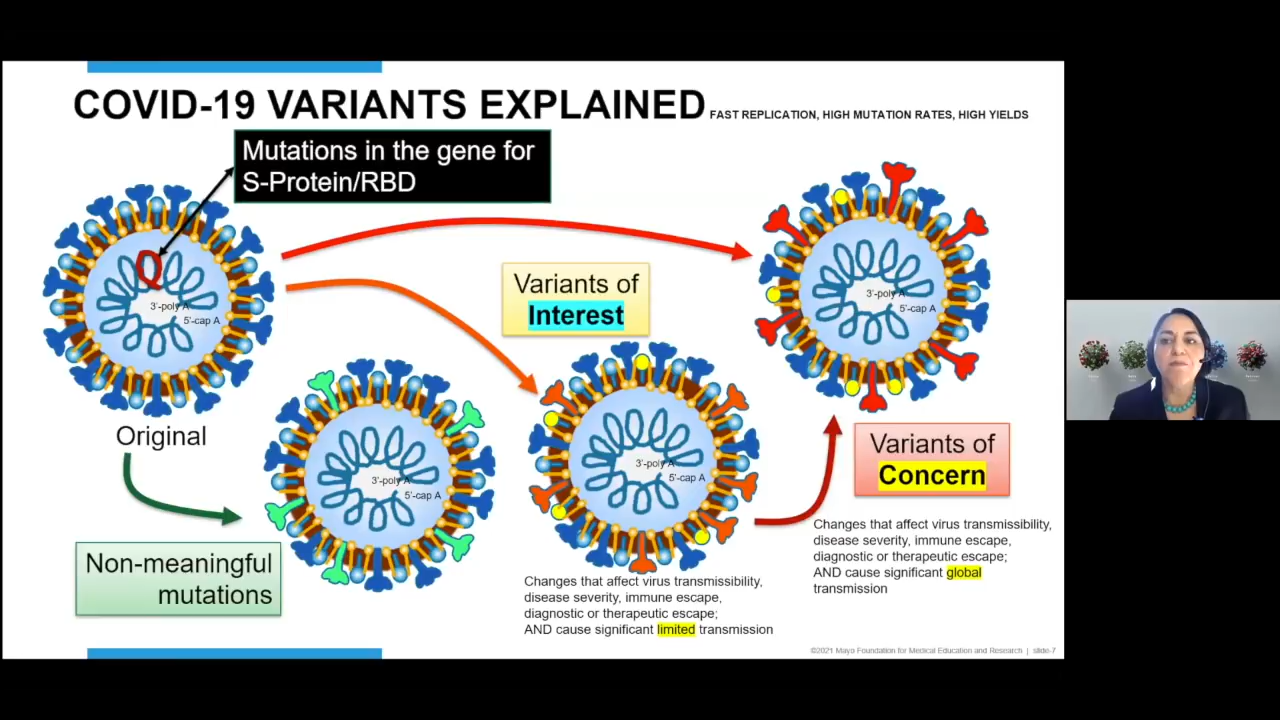 COVID-19 VARIANTS EXPLAINED FAST REPLICATION, HIGH MUTATION RATES, HIGH YIELDS
Mutations in the gene for
S-Protein/RBD
3'-poly A
5'-cap A
Original
Non-meaningful
mutations
3'-poly A
5'-cap A
Variants of
Interest
3'-poly A
5'-cap A
Changes that affect virus transmissibility,
disease severity, immune escape,
diagnostic or therapeutic escape;
AND cause significant limited transmission
3'-poly A
5'-cap A
Variants of
Concern
Changes that affect virus transmissibility,
disease severity, immune escape,
diagnostic or therapeutic escape;
AND cause significant global
transmission
©2021 Mayo Foundation for Medical Education and Research | slide-7